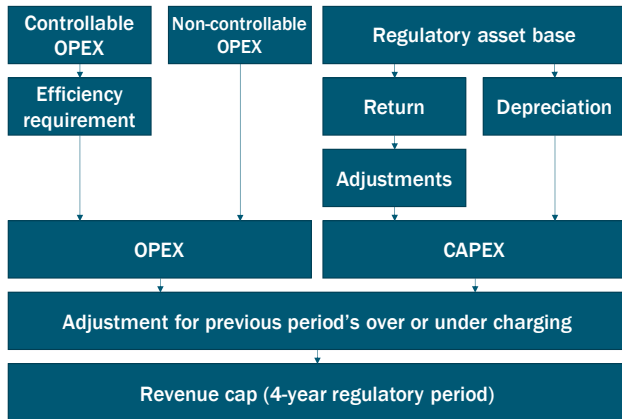 Controllable
OPEX
Non-controllable
OPEX
Regulatory asset base
Efficiency
requirement
Return
Depreciation
Adjustments
OPEX
CAPEX
Adjustment for previous period's over or under charging
Revenue cap (4-year regulatory period)